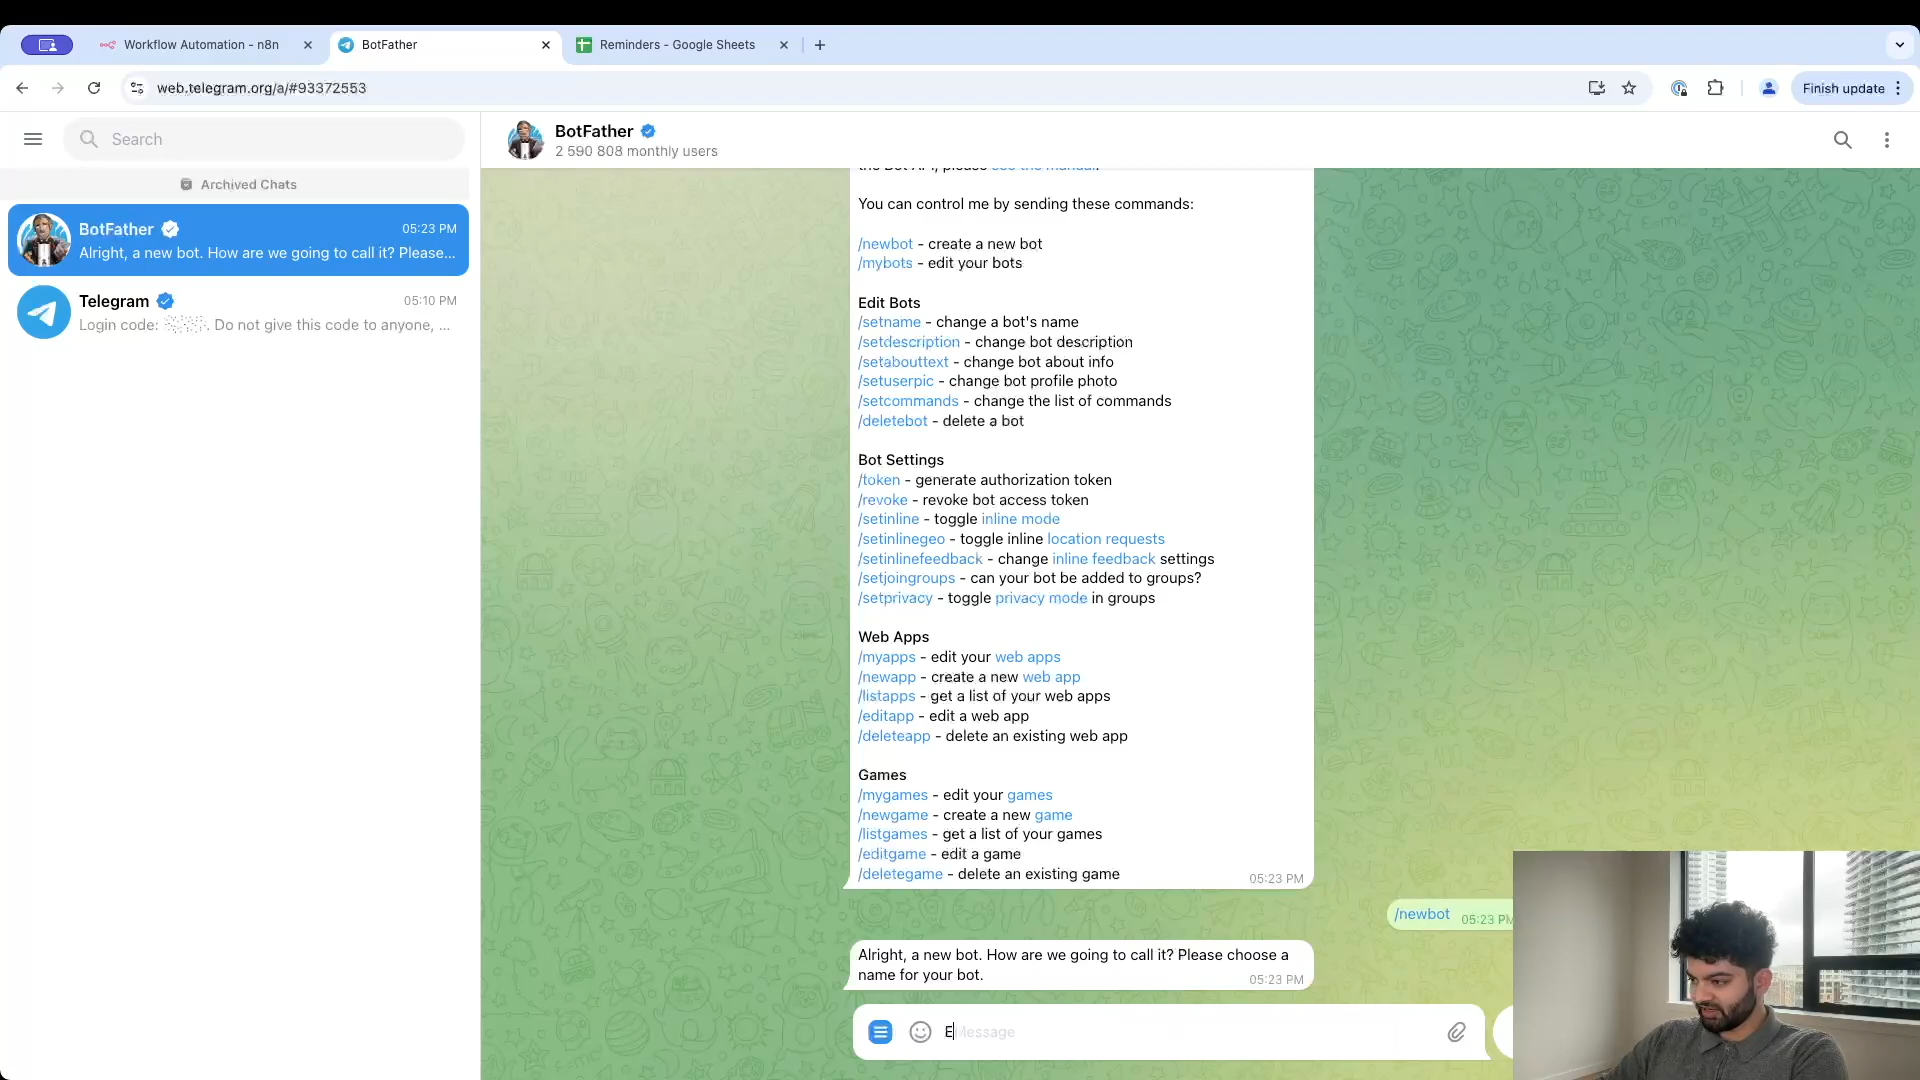 Workflow Automation - n8n
BotFather
Reminders - Google Sheets
web.telegram.org/a/#93372553
Finish update
Search
Archived Chats
BotFather
05:23 PM
Alright, a new bot. How are we going to call it? Please...
Telegram
05:10 PM
Login code: . Do not give this code to anyone, ...
BotFather
2 590 808 monthly users
the Bot API, please see the manual.
You can control me by sending these commands:
/newbot - create a new bot
/mybots - edit your bots
Edit Bots
/setname - change a bot's name
/setdescription - change bot description
/setabouttext - change bot about info
/setuserpic - change bot profile photo
/setcommands - change the list of commands
/deletebot - delete a bot
Bot Settings
/token - generate authorization token
/revoke - revoke bot access token
/setinline - toggle inline mode
/setinlinegeo - toggle inline location requests
/setinlinefeedback - change inline feedback settings
/setjoingroups - can your bot be added to groups?
/setprivacy - toggle privacy mode in groups
Web Apps
/myapps - edit your web apps
/newapp - create a new web app
/listapps - get a list of your web apps
/editapp - edit a web app
/deleteapp - delete an existing web app
Games
/mygames - edit your games
/newgame - create a new game
/listgames - get a list of your games
/editgame - edit a game
/deletegame - delete an existing game
05:23 PM
/newbot 05:23 PM
Alright, a new bot. How are we going to call it? Please choose a
name for your bot.
05:23 PM
E
Message